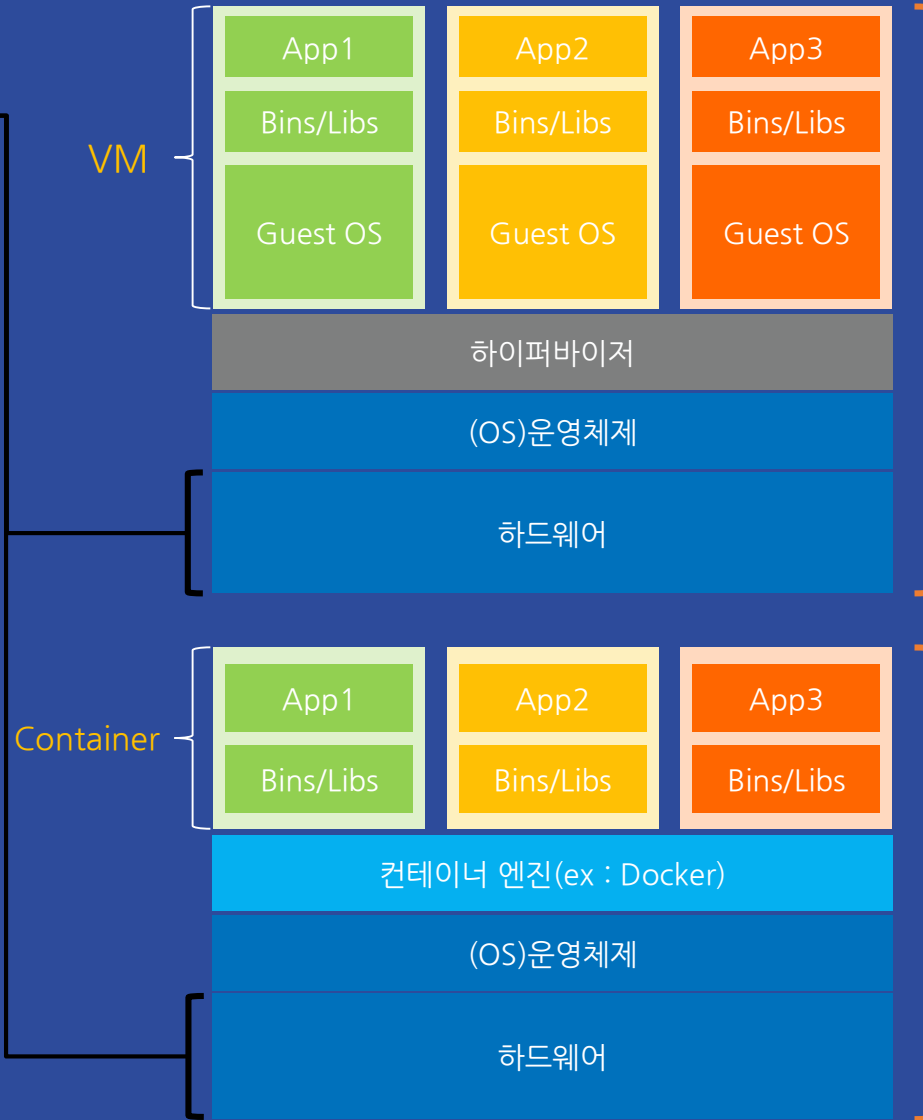 App1
App2
App3
Bins/Libs
Bins/Libs
Bins/Libs
VM
Guest OS
Guest OS
Guest OS
하이퍼바이저
(OS)운영체제
하드웨어
App1
App2
App3
Container
Bins/Libs
Bins/Libs
Bins/Libs
컨테이너 엔진(ex : Docker)
(OS)운영체제
하드웨어